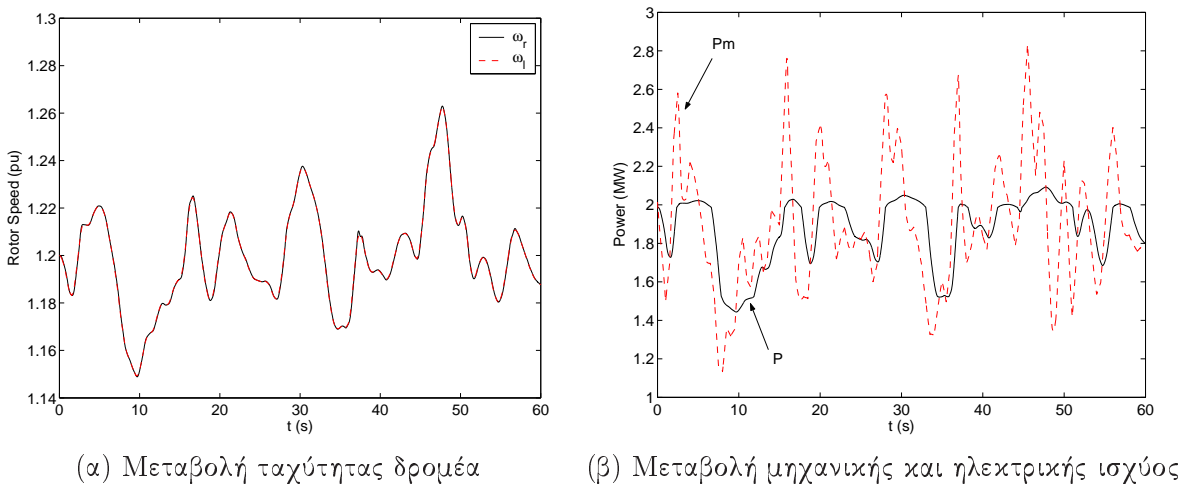 1.3
1.28
1.26
1.24
1.22
1.2
1.18
1.16
1.14
0 10 20 30 40 50 60
Rotor Speed (pu)
t (s)
ω_r
ω_l
(α) Μεταβολή ταχύτητας δρομέα
3
2.8
2.6
2.4
2.2
2
1.8
1.6
1.4
1.2
1
0 10 20 30 40 50 60
Power (MW)
t (s)
Pm
P
(β) Μεταβολή μηχανικής και ηλεκτρικής ισχύος